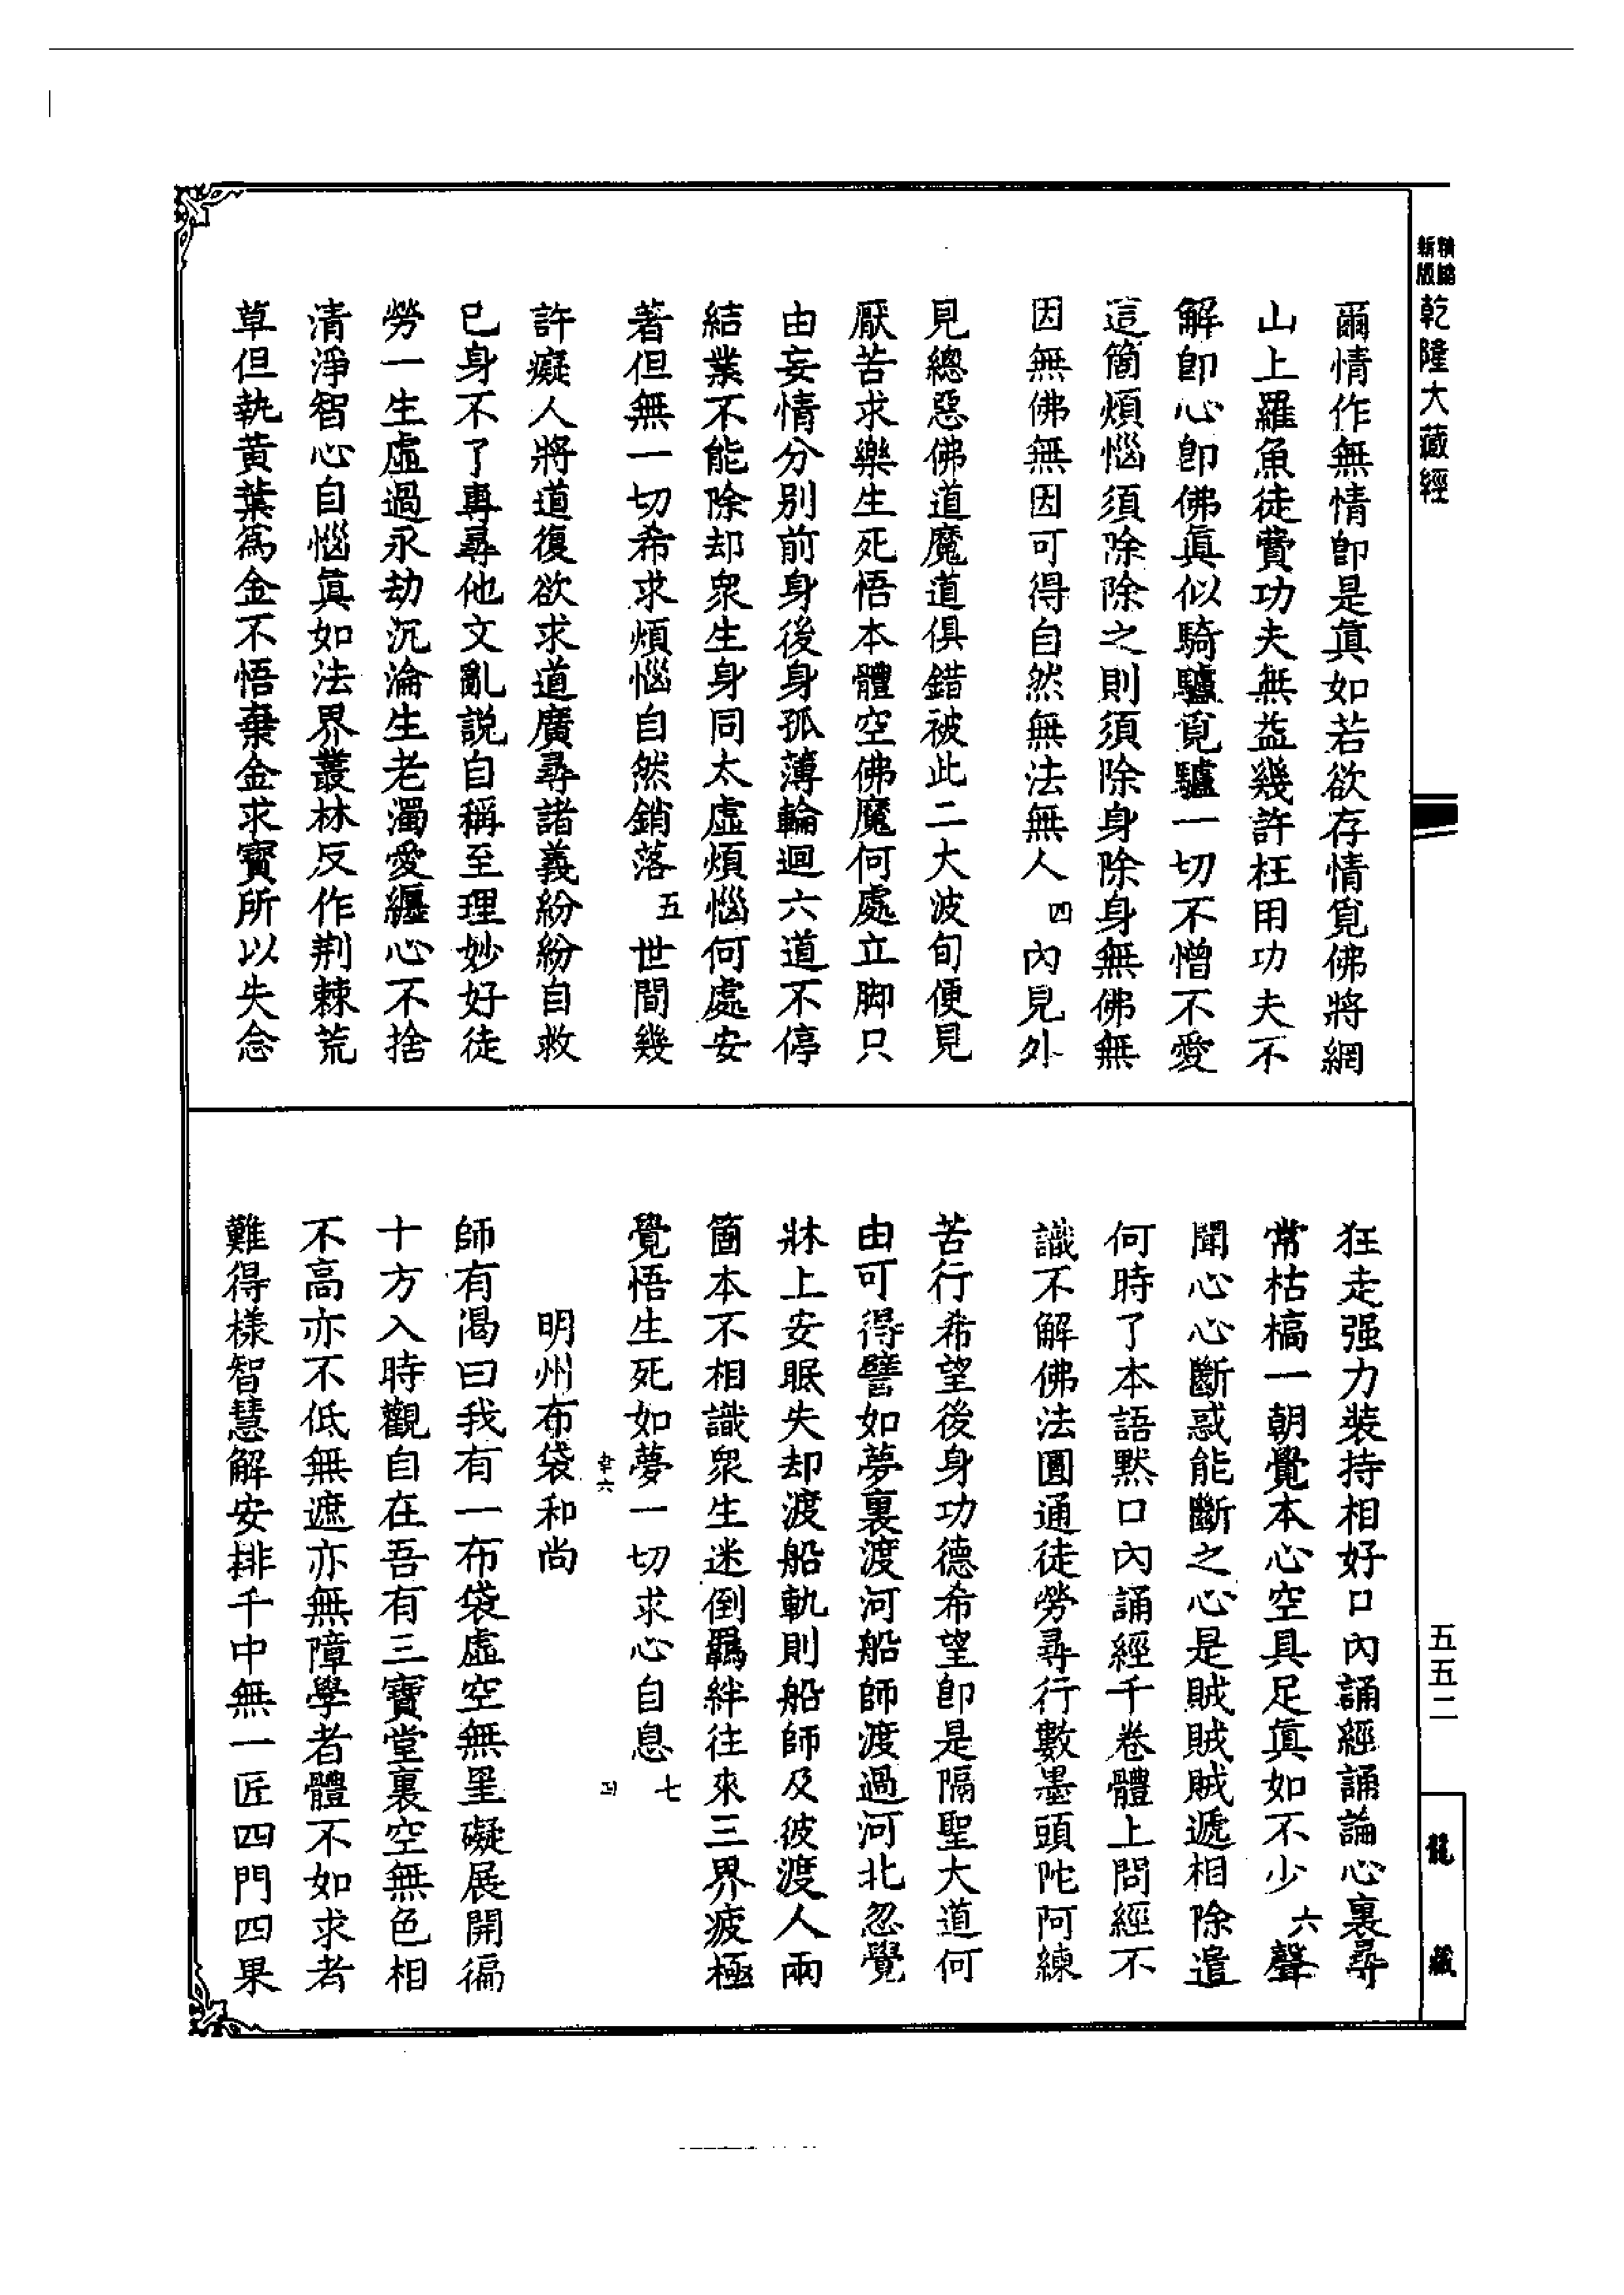 精縮
新版
乾隆大藏經
爾情作無情卽是眞如若欲存情覓佛將網
山上羅魚徒費功夫無益幾許枉用功夫不
解卽心卽佛眞似騎驢覓驢一切不憎不愛
這箇煩惱須除除之則須除身除身無佛無
因無佛無因可得自然無法無人 四 內見外
見總惡佛道魔道俱錯被此二大波旬便見
厭苦求樂生死悟本體空佛魔何處立脚只
由妄情分別前身後身孤薄輪迴六道不停
結業不能除却眾生身同太虛煩惱何處安
著但無一切希求煩惱自然銷落 五 世間幾
許癡人將道復欲求道廣尋諸義紛紛自救
己身不了專尋他文亂說自稱至理妙好徒
勞一生虛過永劫沉淪生老濁愛纏心不捨
清淨智心自惱眞如法界叢林反作荆棘荒
草但執黃葉爲金不悟棄金求寶所以失念
狂走强力裝持相好口內誦經誦論心裏尋
常枯槁一朝覺本心空具足眞如不少 六 聲
聞心心斷惑能斷之心是賊賊賊遞相除遣
何時了本語默口內誦經千卷體上問經不
識不解佛法圓通徒勞尋行數墨頭陀阿練
苦行希望後身功德希望卽是隔聖大道何
由可得譬如夢裏渡河船師渡過河北忽覺
牀上安眠失却渡船軌則船師及彼渡人兩
箇本不相識眾生迷倒羈絆往來三界疲極
覺悟生死如夢一切求心自息 七
韋六
四
明州布袋和尚
師有偈曰我有一布袋虛空無罣礙展開徧
十方入時觀自在吾有三寶堂裏空無色相
不高亦不低無遮亦無障學者體不如求者
難得樣智慧解安排千中無一匠四門四果
五五二
龍藏